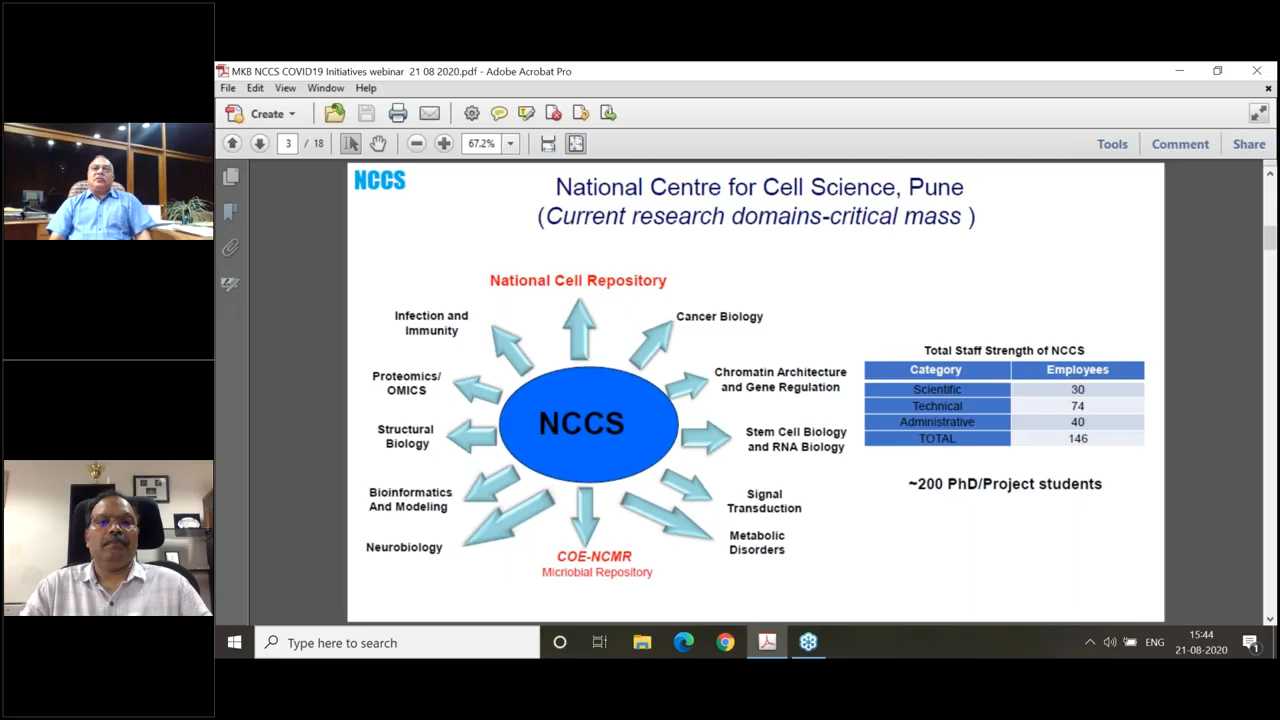 MKB NCCS COVID19 Initiatives webinar 21 08 2020.pdf - Adobe Acrobat Pro
File Edit View Window Help
Create
3 / 18
67.2%
Tools Comment Share
NCCS
National Centre for Cell Science, Pune
(Current research domains-critical mass )
National Cell Repository
Infection and
Immunity
Cancer Biology
Proteomics/
OMICS
Chromatin Architecture
and Gene Regulation
Structural
Biology
NCCS
Stem Cell Biology
and RNA Biology
Bioinformatics
And Modeling
Signal
Transduction
Neurobiology
Metabolic
Disorders
COE-NCMR
Micriobial Repository
Total Staff Strength of NCCS
Category Employees
Scientific 30
Technical 74
Administrative 40
TOTAL 146
~200 PhD/Project students
Type here to search
ENG
15:44
21-08-2020
1